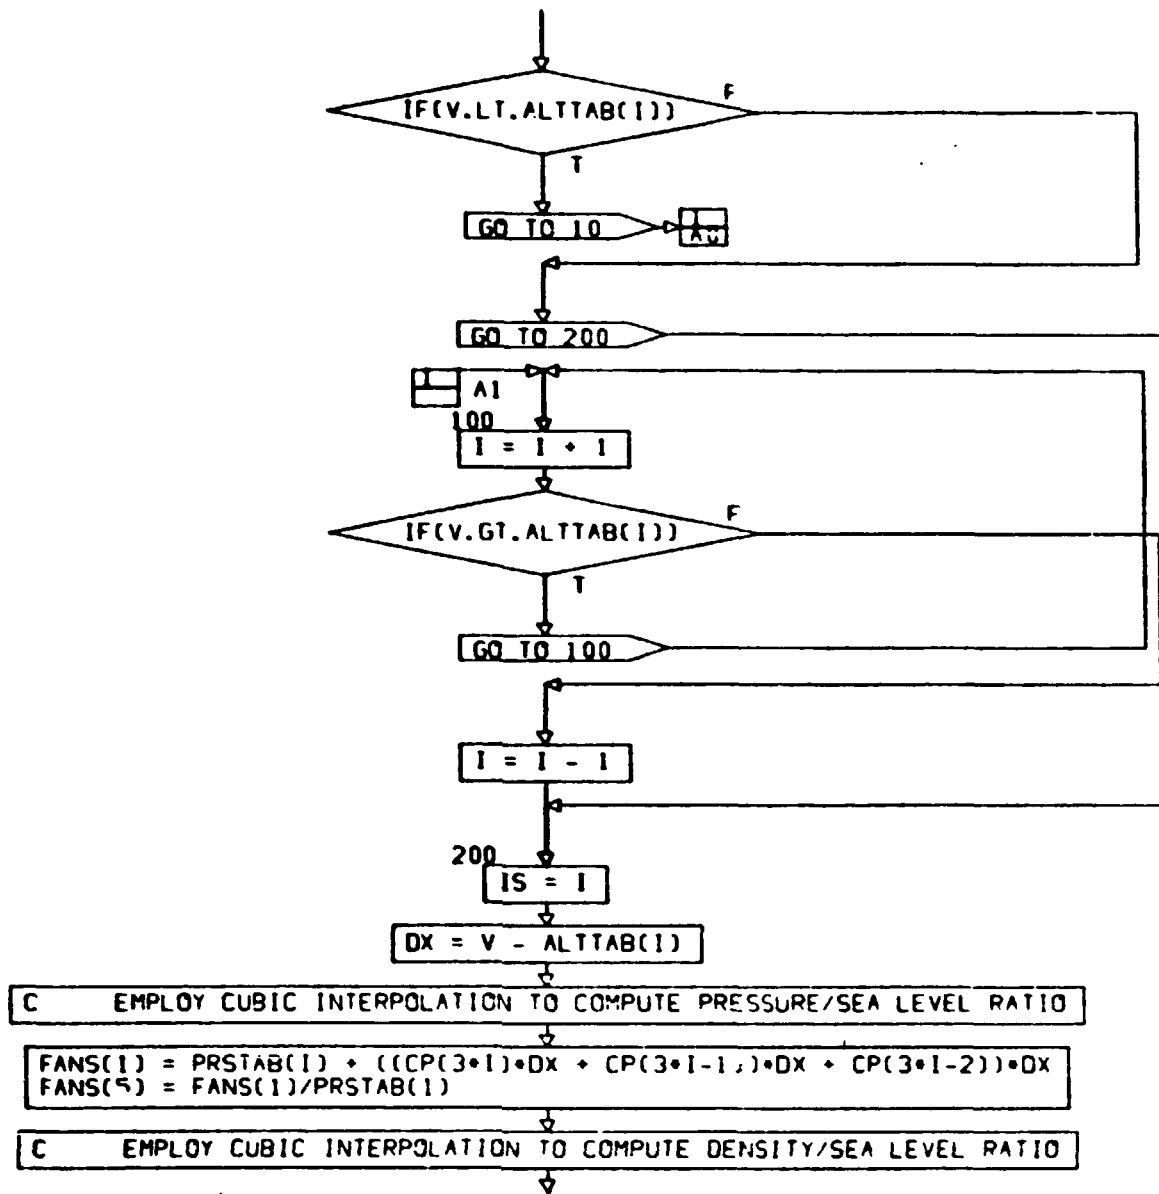 F
IF(V.LT.ALTTAB(I))
T
GO TO 10
GO TO 200
A1
100
I = I + 1
F
IF(V.GT.ALTTAB(I))
T
GO TO 100
I = I - 1
200
IS = I
DX = V - ALTTAB(I)
C EMPLOY CUBIC INTERPOLATION TO COMPUTE PRESSURE/SEA LEVEL RATIO
FANS(1) = PRSTAB(I) + ((CP(3*I)*DX + CP(3*I-1))*DX + CP(3*I-2))*DX
FANS(5) = FANS(1)/PRSTAB(1)
C EMPLOY CUBIC INTERPOLATION TO COMPUTE DENSITY/SEA LEVEL RATIO